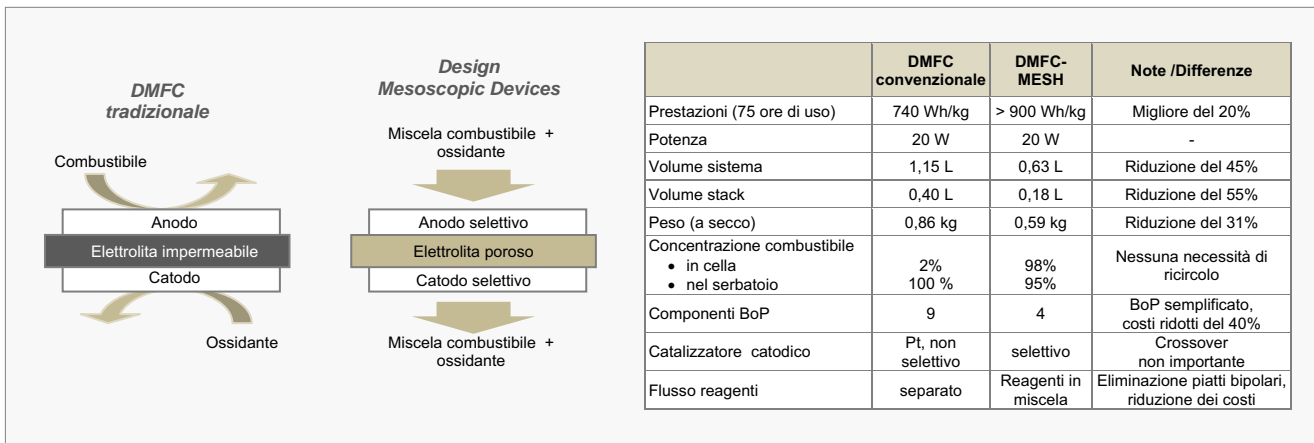 DMFC
tradizionale
Combustibile
Anodo
Elettrolita impermeabile
Catodo
Ossidante
Design
Mesoscopic Devices
Miscela combustibile +
ossidante
Anodo selettivo
Elettrolita poroso
Catodo selettivo
Miscela combustibile +
ossidante
DMFC
convenzionale
DMFC-
MESH
Note /Differenze
Prestazioni (75 ore di uso) 740 Wh/kg > 900 Wh/kg Migliore del 20%
Potenza 20 W 20 W -
Volume sistema 1,15 L 0,63 L Riduzione del 45%
Volume stack 0,40 L 0,18 L Riduzione del 55%
Peso (a secco) 0,86 kg 0,59 kg Riduzione del 31%
Concentrazione combustibile
• in cella 2% 98%
• nel serbatoio 100 % 95%
Nessuna necessità di
ricircolo
Componenti BoP 9 4
BoP semplificato,
costi ridotti del 40%
Catalizzatore catodico
Pt, non
selettivo
selettivo
Crossover
non importante
Flusso reagenti separato
Reagenti in
miscela
Eliminazione piatti bipolari,
riduzione dei costi